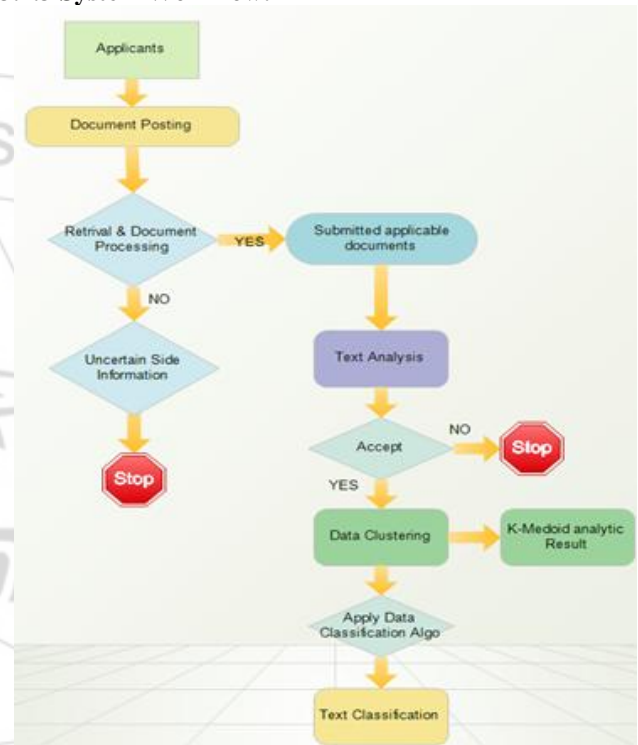 Applicants
Document Posting
Retrival & Document
Processing
YES
Submitted applicable
documents
NO
Uncertain Side
Information
Text Analysis
Stop
Accept
NO
Stop
YES
Data Clustering
K-Medoid analytic
Result
Apply Data
Classification Algo
Text Classification